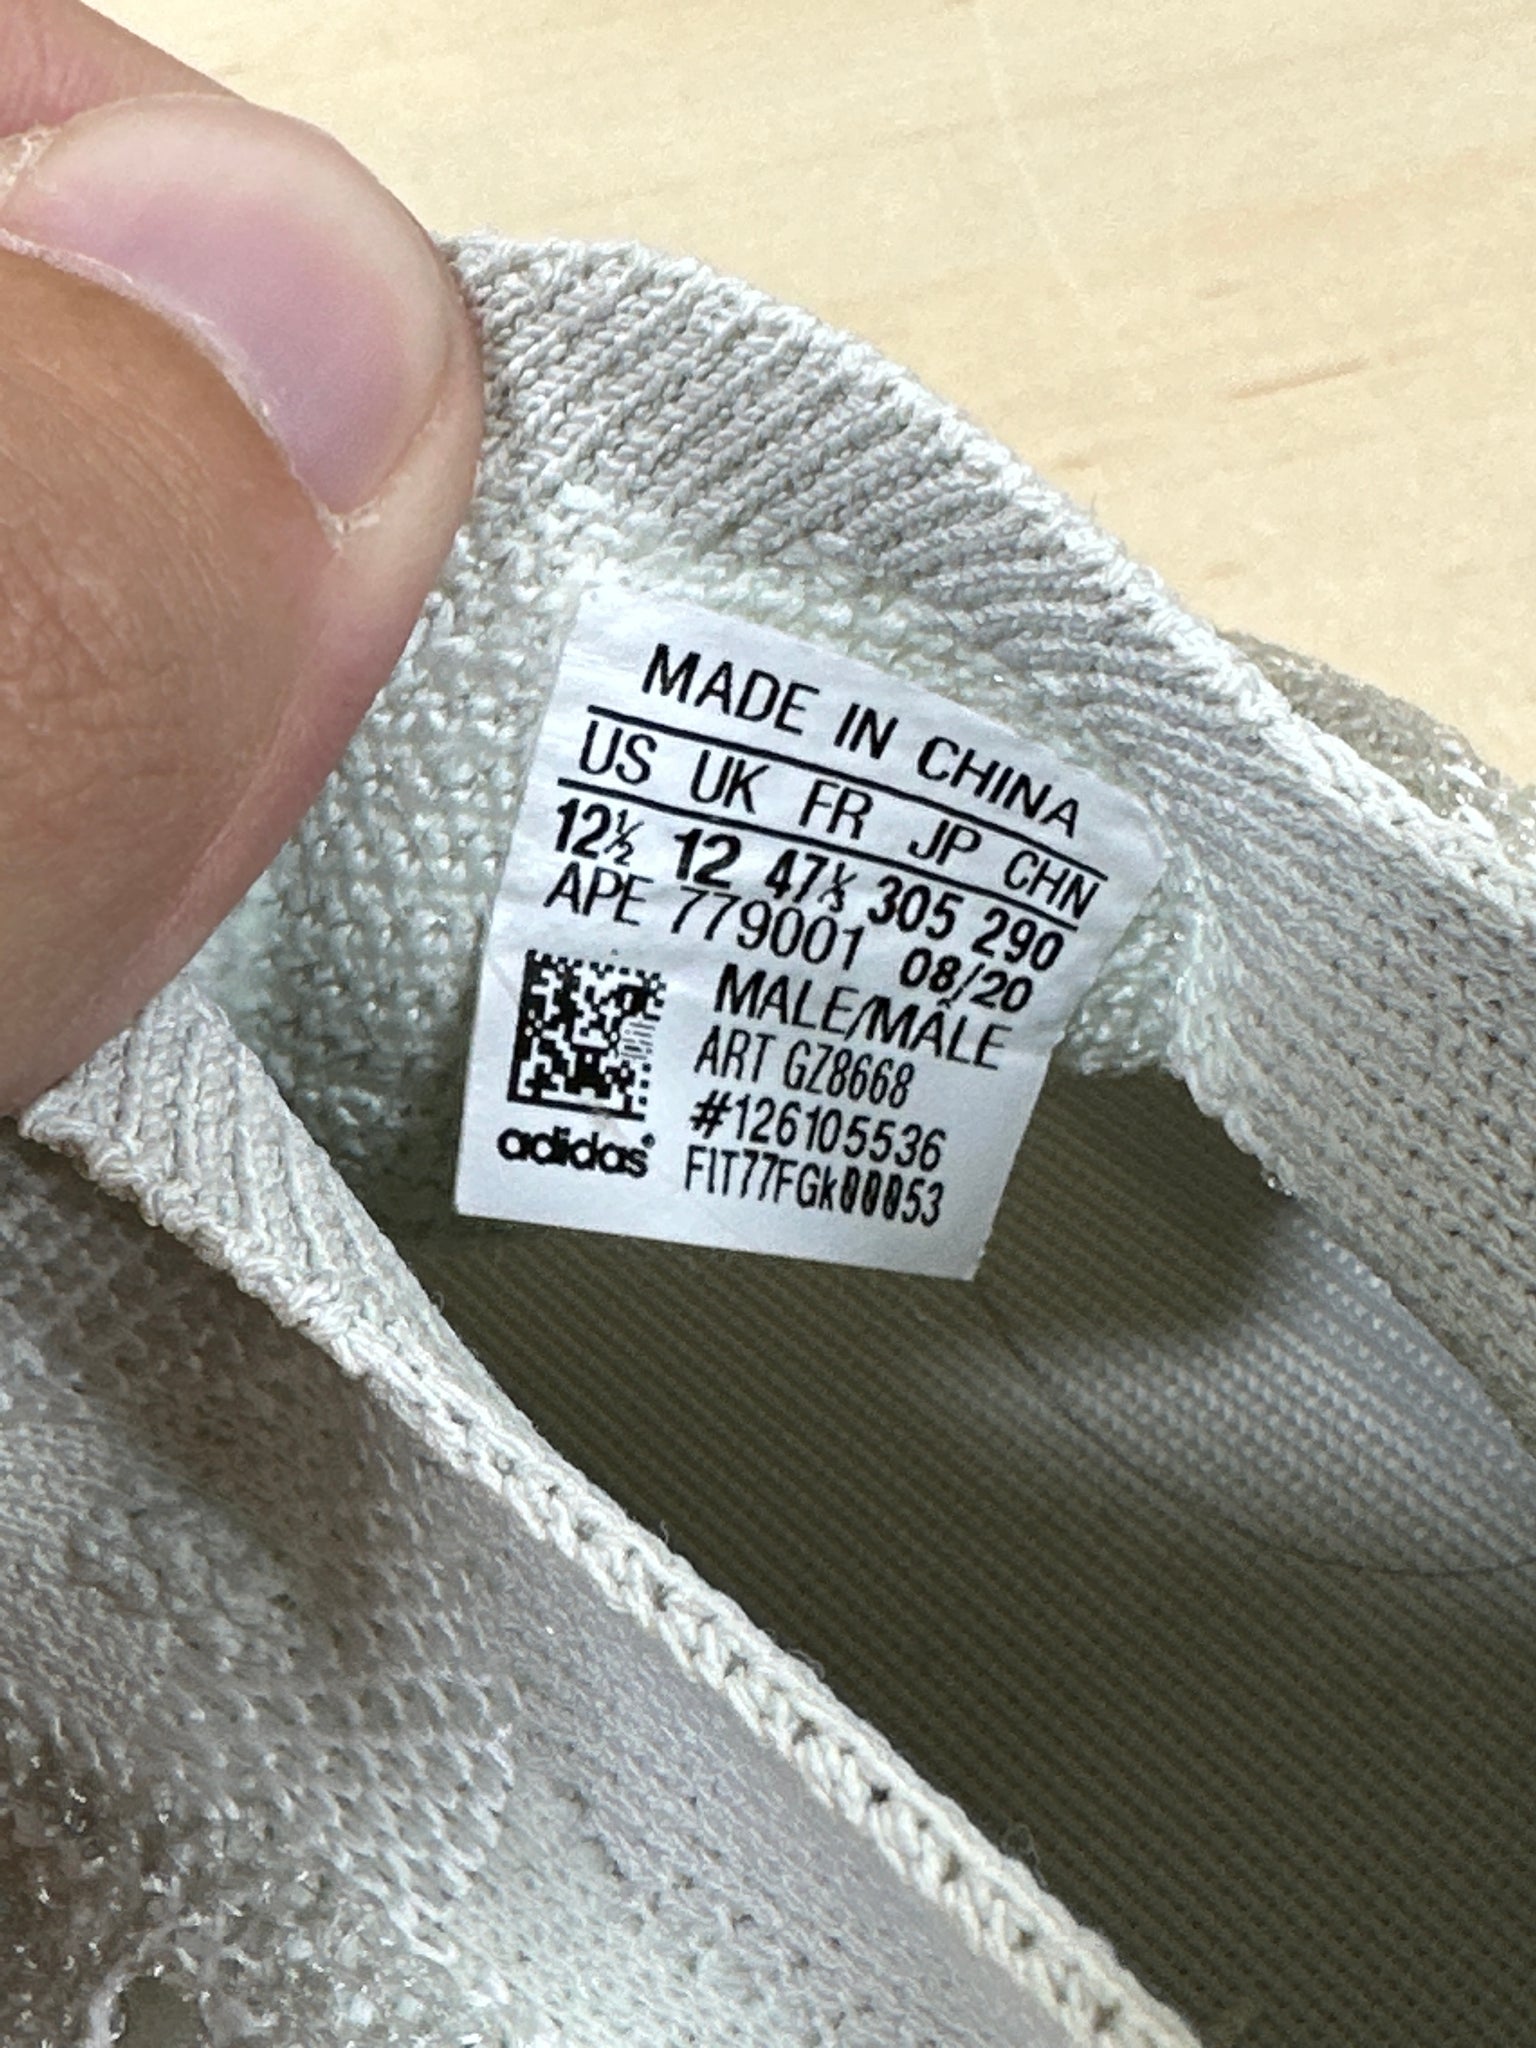 MADE IN CHINA
US UK FR JP CHN
12½ 12 47⅓ 305 290
APE 779001 08/20
MALE/MÂLE
ART GZ8668
#126105536
adidas® FIT77FGk00053